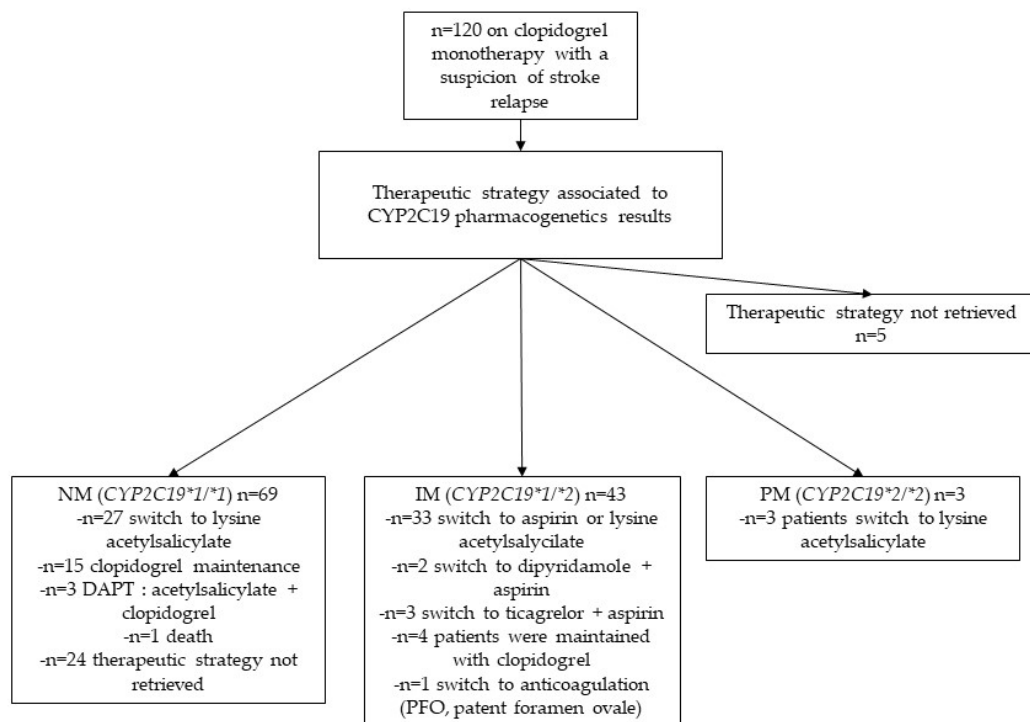 n=120 on clopidogrel
monotherapy with a
suspicion of stroke
relapse
Therapeutic strategy associated to
CYP2C19 pharmacogenetics results
Therapeutic strategy not retrieved
n=5
NM (CYP2C19*1/*1) n=69
-n=27 switch to lysine
acetylsalicylate
-n=15 clopidogrel maintenance
-n=3 DAPT : acetylsalicylate +
clopidogrel
-n=1 death
-n=24 therapeutic strategy not
retrieved
IM (CYP2C19*1/*2) n=43
-n=33 switch to aspirin or lysine
acetylsalycilate
-n=2 switch to dipyridamole +
aspirin
-n=3 switch to ticagrelor + aspirin
-n=4 patients were maintained
with clopidogrel
-n=1 switch to anticoagulation
(PFO, patent foramen ovale)
PM (CYP2C19*2/*2) n=3
-n=3 patients switch to lysine
acetylsalicylate